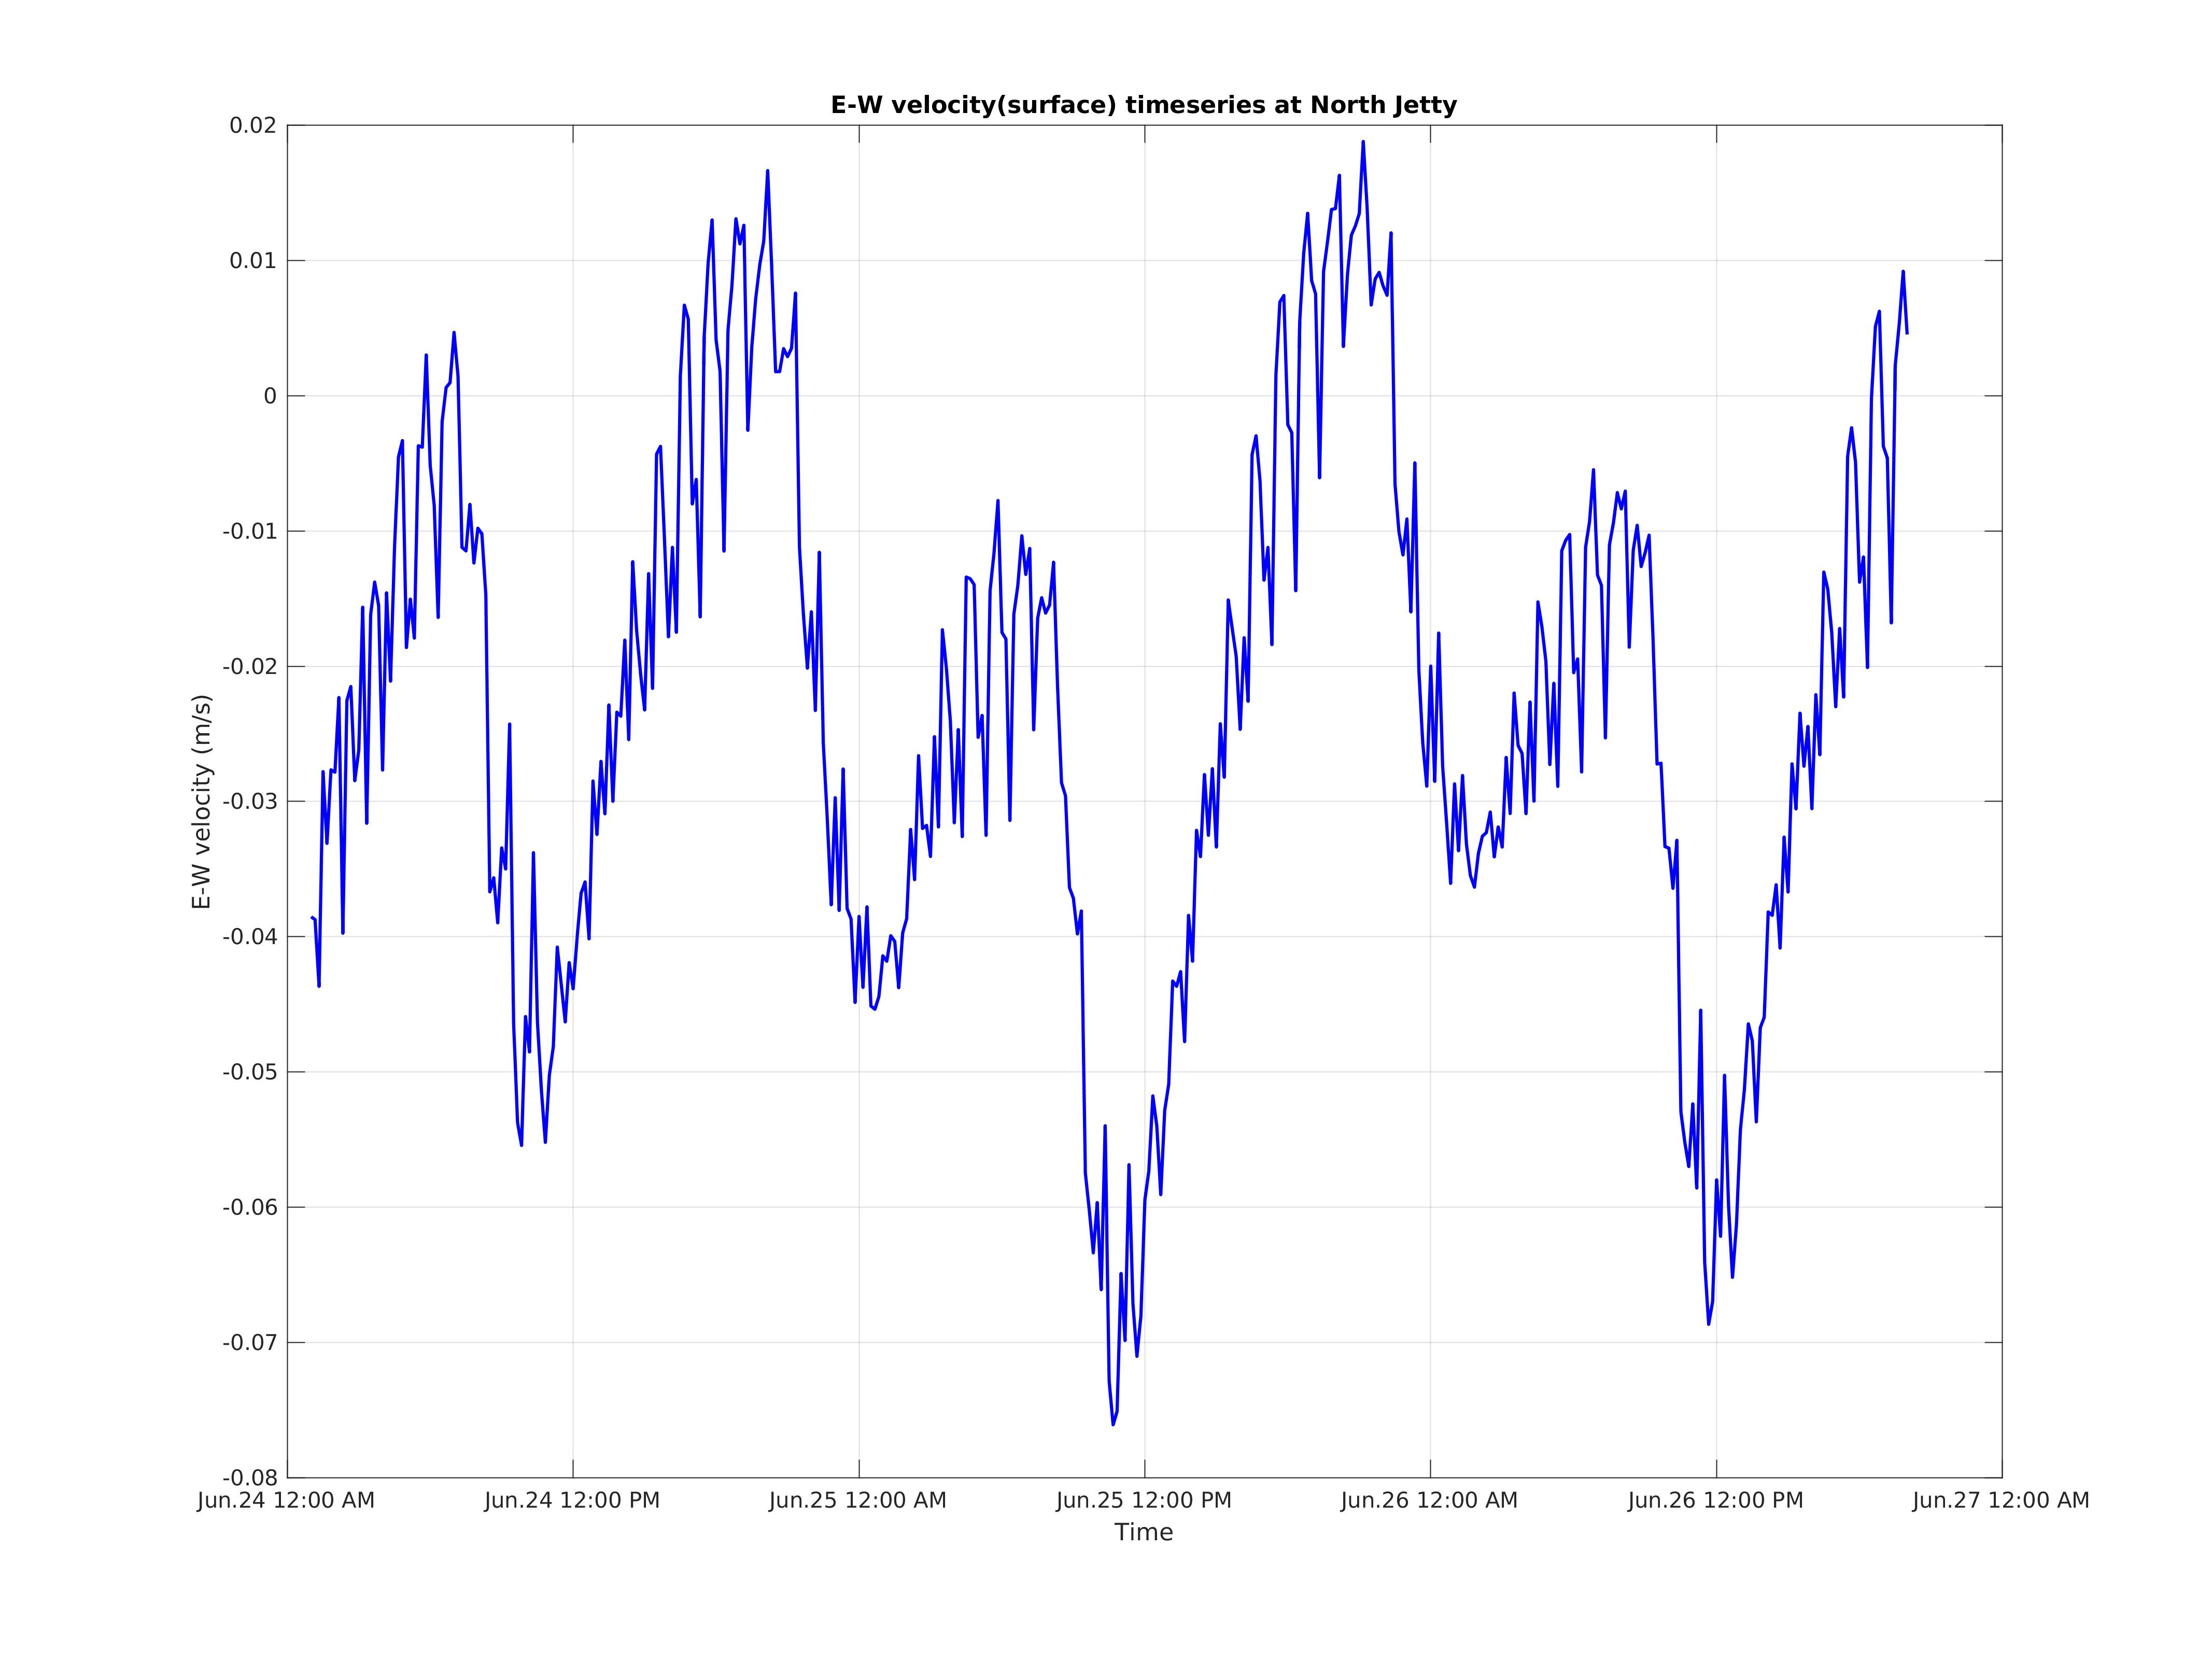 E-W velocity(surface) timeseries at North Jetty
0.02
0.01
0
-0.01
-0.02
-0.03
-0.04
-0.05
-0.06
-0.07
-0.08
E-W velocity (m/s)
Jun.24 12:00 AM
Jun.24 12:00 PM
Jun.25 12:00 AM
Jun.25 12:00 PM
Jun.26 12:00 AM
Jun.26 12:00 PM
Jun.27 12:00 AM
Time